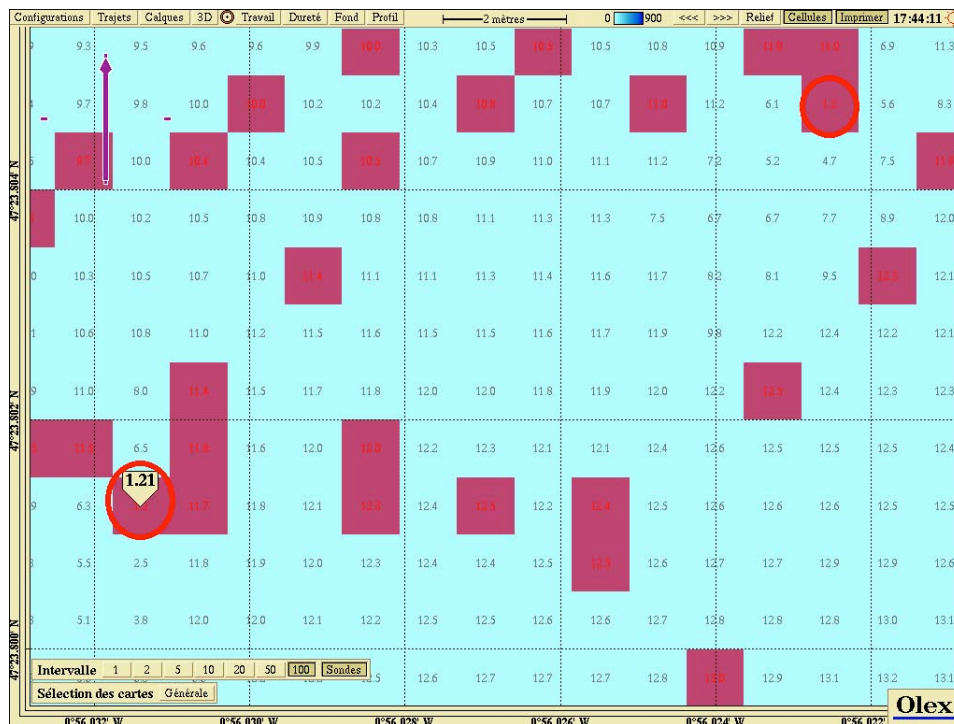 Configurations Trajets Calques 3D Travail Dureté Fond Profil 2 mètres 0 900 <<< >>> Relief Cellules Imprimer 17:44:11
9.3 9.5 9.6 9.6 9.9 10.0 10.3 10.5 10.5 10.5 10.8 10.9 11.0 11.0 6.9 11.3
9.7 9.8 10.0 10.0 10.2 10.2 10.4 10.8 10.7 10.7 11.0 11.2 6.1 5.6 8.3
10.0 10.4 10.4 10.5 10.5 10.7 10.9 11.0 11.1 11.2 7.2 5.2 4.7 7.5
47°23.804' N
10.0 10.2 10.5 10.8 10.9 10.8 10.8 11.1 11.3 11.3 7.5 6.7 6.7 7.7 8.9 12.0
10.3 10.5 10.7 11.0 11.4 11.1 11.1 11.3 11.4 11.6 11.7 8.2 8.1 9.5 12.1
10.6 10.8 11.0 11.2 11.5 11.6 11.5 11.5 11.6 11.7 11.9 9.8 12.2 12.4 12.2 12.1
11.0 8.0 11.4 11.5 11.7 11.8 12.0 12.0 11.8 11.9 12.0 12.2 12.5 12.4 12.3 12.3
47°23.802' N
11.5 6.5 11.8 11.6 12.0 12.0 12.2 12.3 12.1 12.1 12.4 12.6 12.5 12.5 12.5 12.5
1.21
6.3 11.7 11.8 12.1 12.3 12.2 12.5 12.2 12.4 12.5 12.6 12.6 12.6 12.5 12.5
5.5 2.5 11.8 11.9 12.0 12.3 12.4 12.4 12.5 12.5 12.6 12.7 12.7 12.9 12.9 12.6
5.1 3.8 12.0 12.0 12.1 12.2 12.5 12.5 12.6 12.6 12.7 12.8 12.8 12.8 13.0 13.1
47°23.800' N
12.6 12.7 12.6 12.7 12.8 13.0 12.9 13.1 13.2 13.1
Intervalle 1 2 5 10 20 50 100 Sondes
Sélection des cartes Générale
Olex
0°56.032' W 0°56.030' W 0°56.028' W 0°56.026' W 0°56.024' W 0°56.022' W